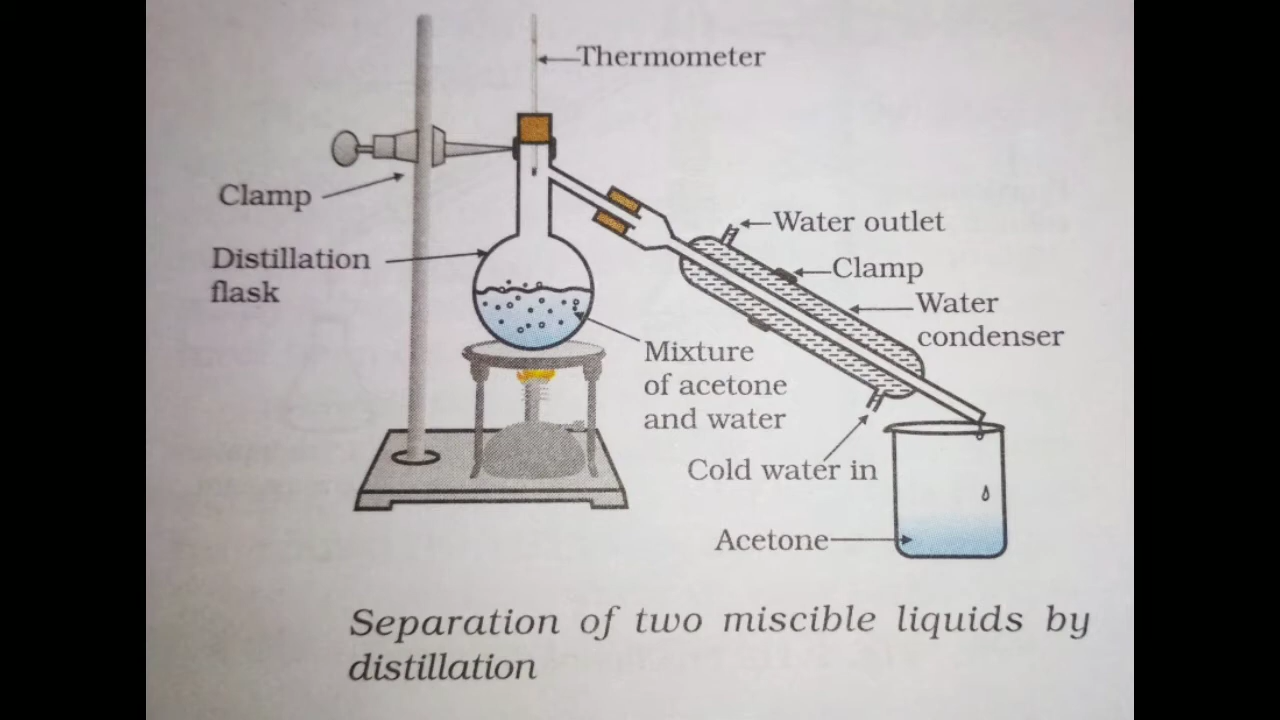 Thermometer
Clamp
Water outlet
Distillation
flask
Clamp
Water
condenser
Mixture
of acetone
and water
Cold water in
Acetone
Separation of two miscible liquids by
distillation